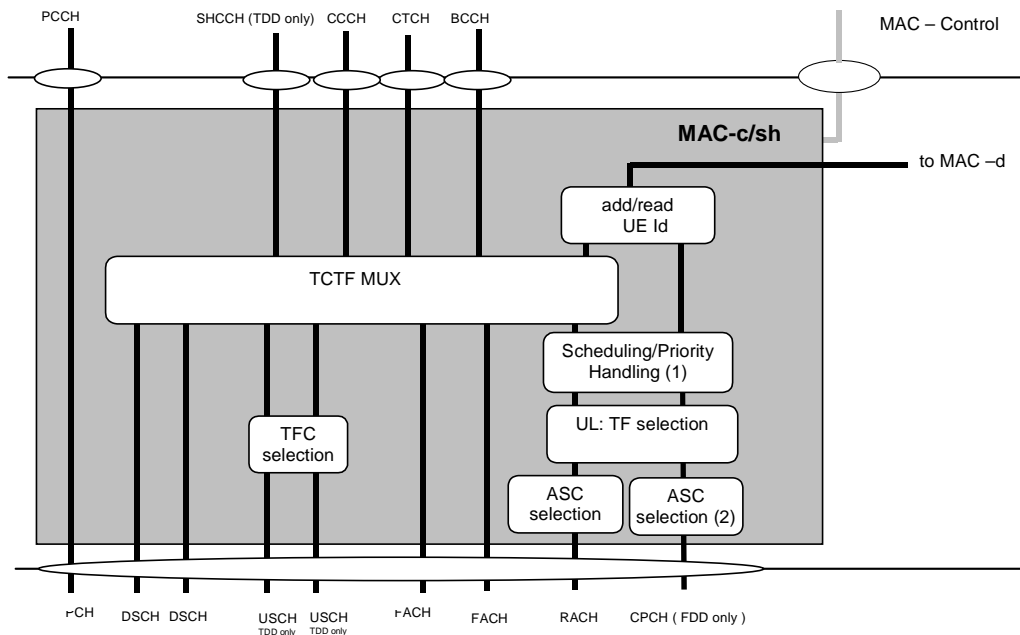 PCCH
SHCCH (TDD only)
CCCH
CTCH
BCCH
MAC – Control
MAC-c/sh
to MAC –d
add/read
UE Id
TCTF MUX
Scheduling/Priority
Handling (1)
UL: TF selection
TFC
selection
ASC
selection
ASC
selection (2)
DSCH
DSCH
USCH
TDD only
USCH
TDD only
FACH
RACH
CPCH ( FDD only )